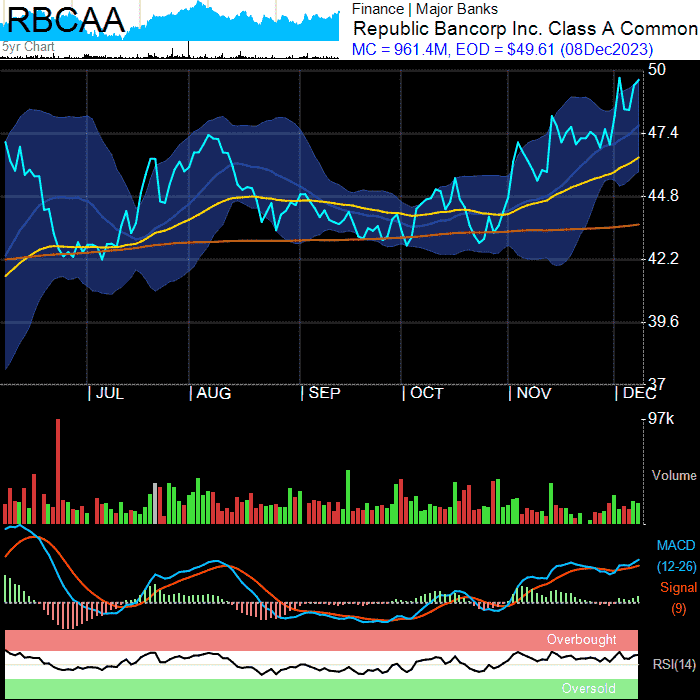 RBCAA
5yr Chart
Finance | Major Banks
Republic Bancorp Inc. Class A Common
MC = 961.4M, EOD = $49.61 (08Dec2023)
50
47.4
44.8
42.2
39.6
37
| JUL | AUG | SEP | OCT | NOV | DEC
97k
Volume
MACD
(12-26)
Signal
(9)
Overbought
RSI(14)
Oversold